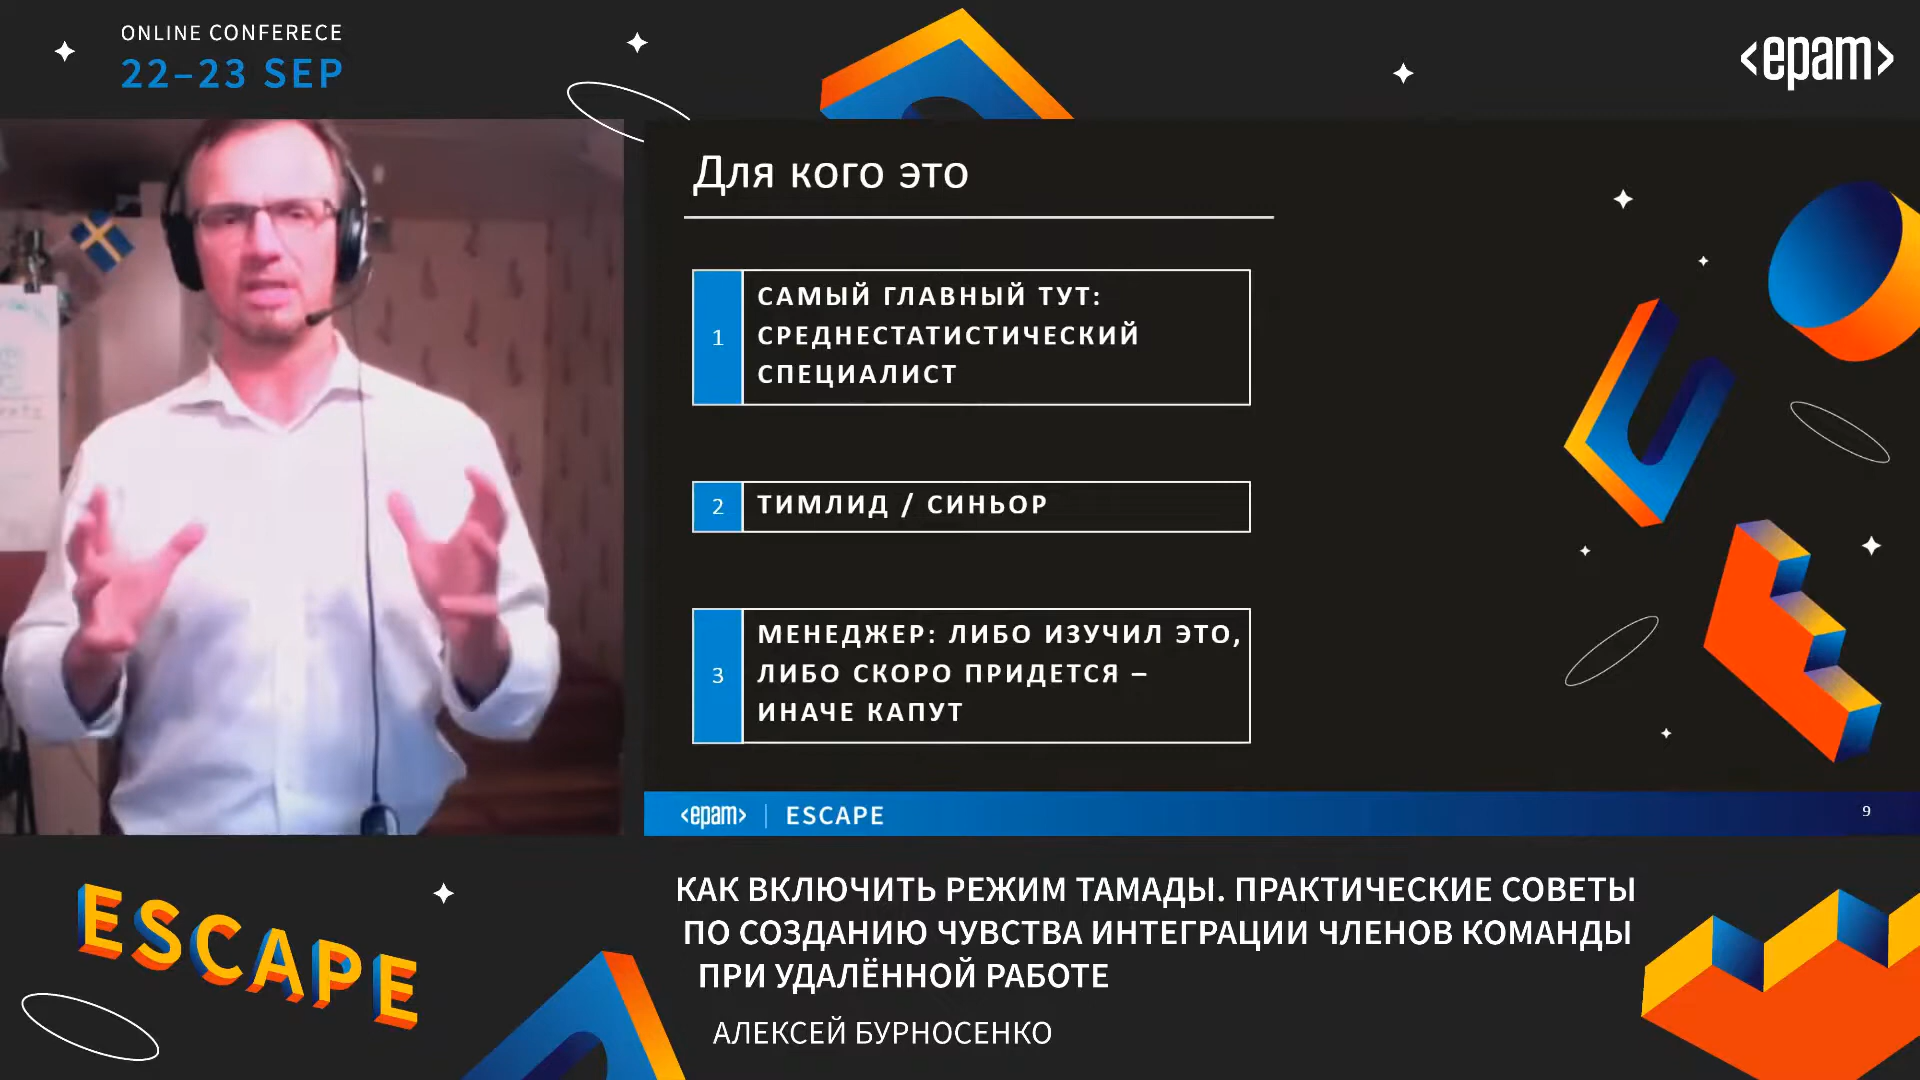 ONLINE CONFERECE
22–23 SEP
<epam>
Для кого это
1
САМЫЙ ГЛАВНЫЙ ТУТ:
СРЕДНЕСТАТИСТИЧЕСКИЙ
СПЕЦИАЛИСТ
2
ТИМЛИД / СИНЬОР
3
МЕНЕДЖЕР: ЛИБО ИЗУЧИЛ ЭТО,
ЛИБО СКОРО ПРИДЕТСЯ –
ИНАЧЕ КАПУТ
<epam> | ESCAPE
9
ESCAPE
КАК ВКЛЮЧИТЬ РЕЖИМ ТАМАДЫ. ПРАКТИЧЕСКИЕ СОВЕТЫ
ПО СОЗДАНИЮ ЧУВСТВА ИНТЕГРАЦИИ ЧЛЕНОВ КОМАНДЫ
ПРИ УДАЛЁННОЙ РАБОТЕ
АЛЕКСЕЙ БУРНОСЕНКО